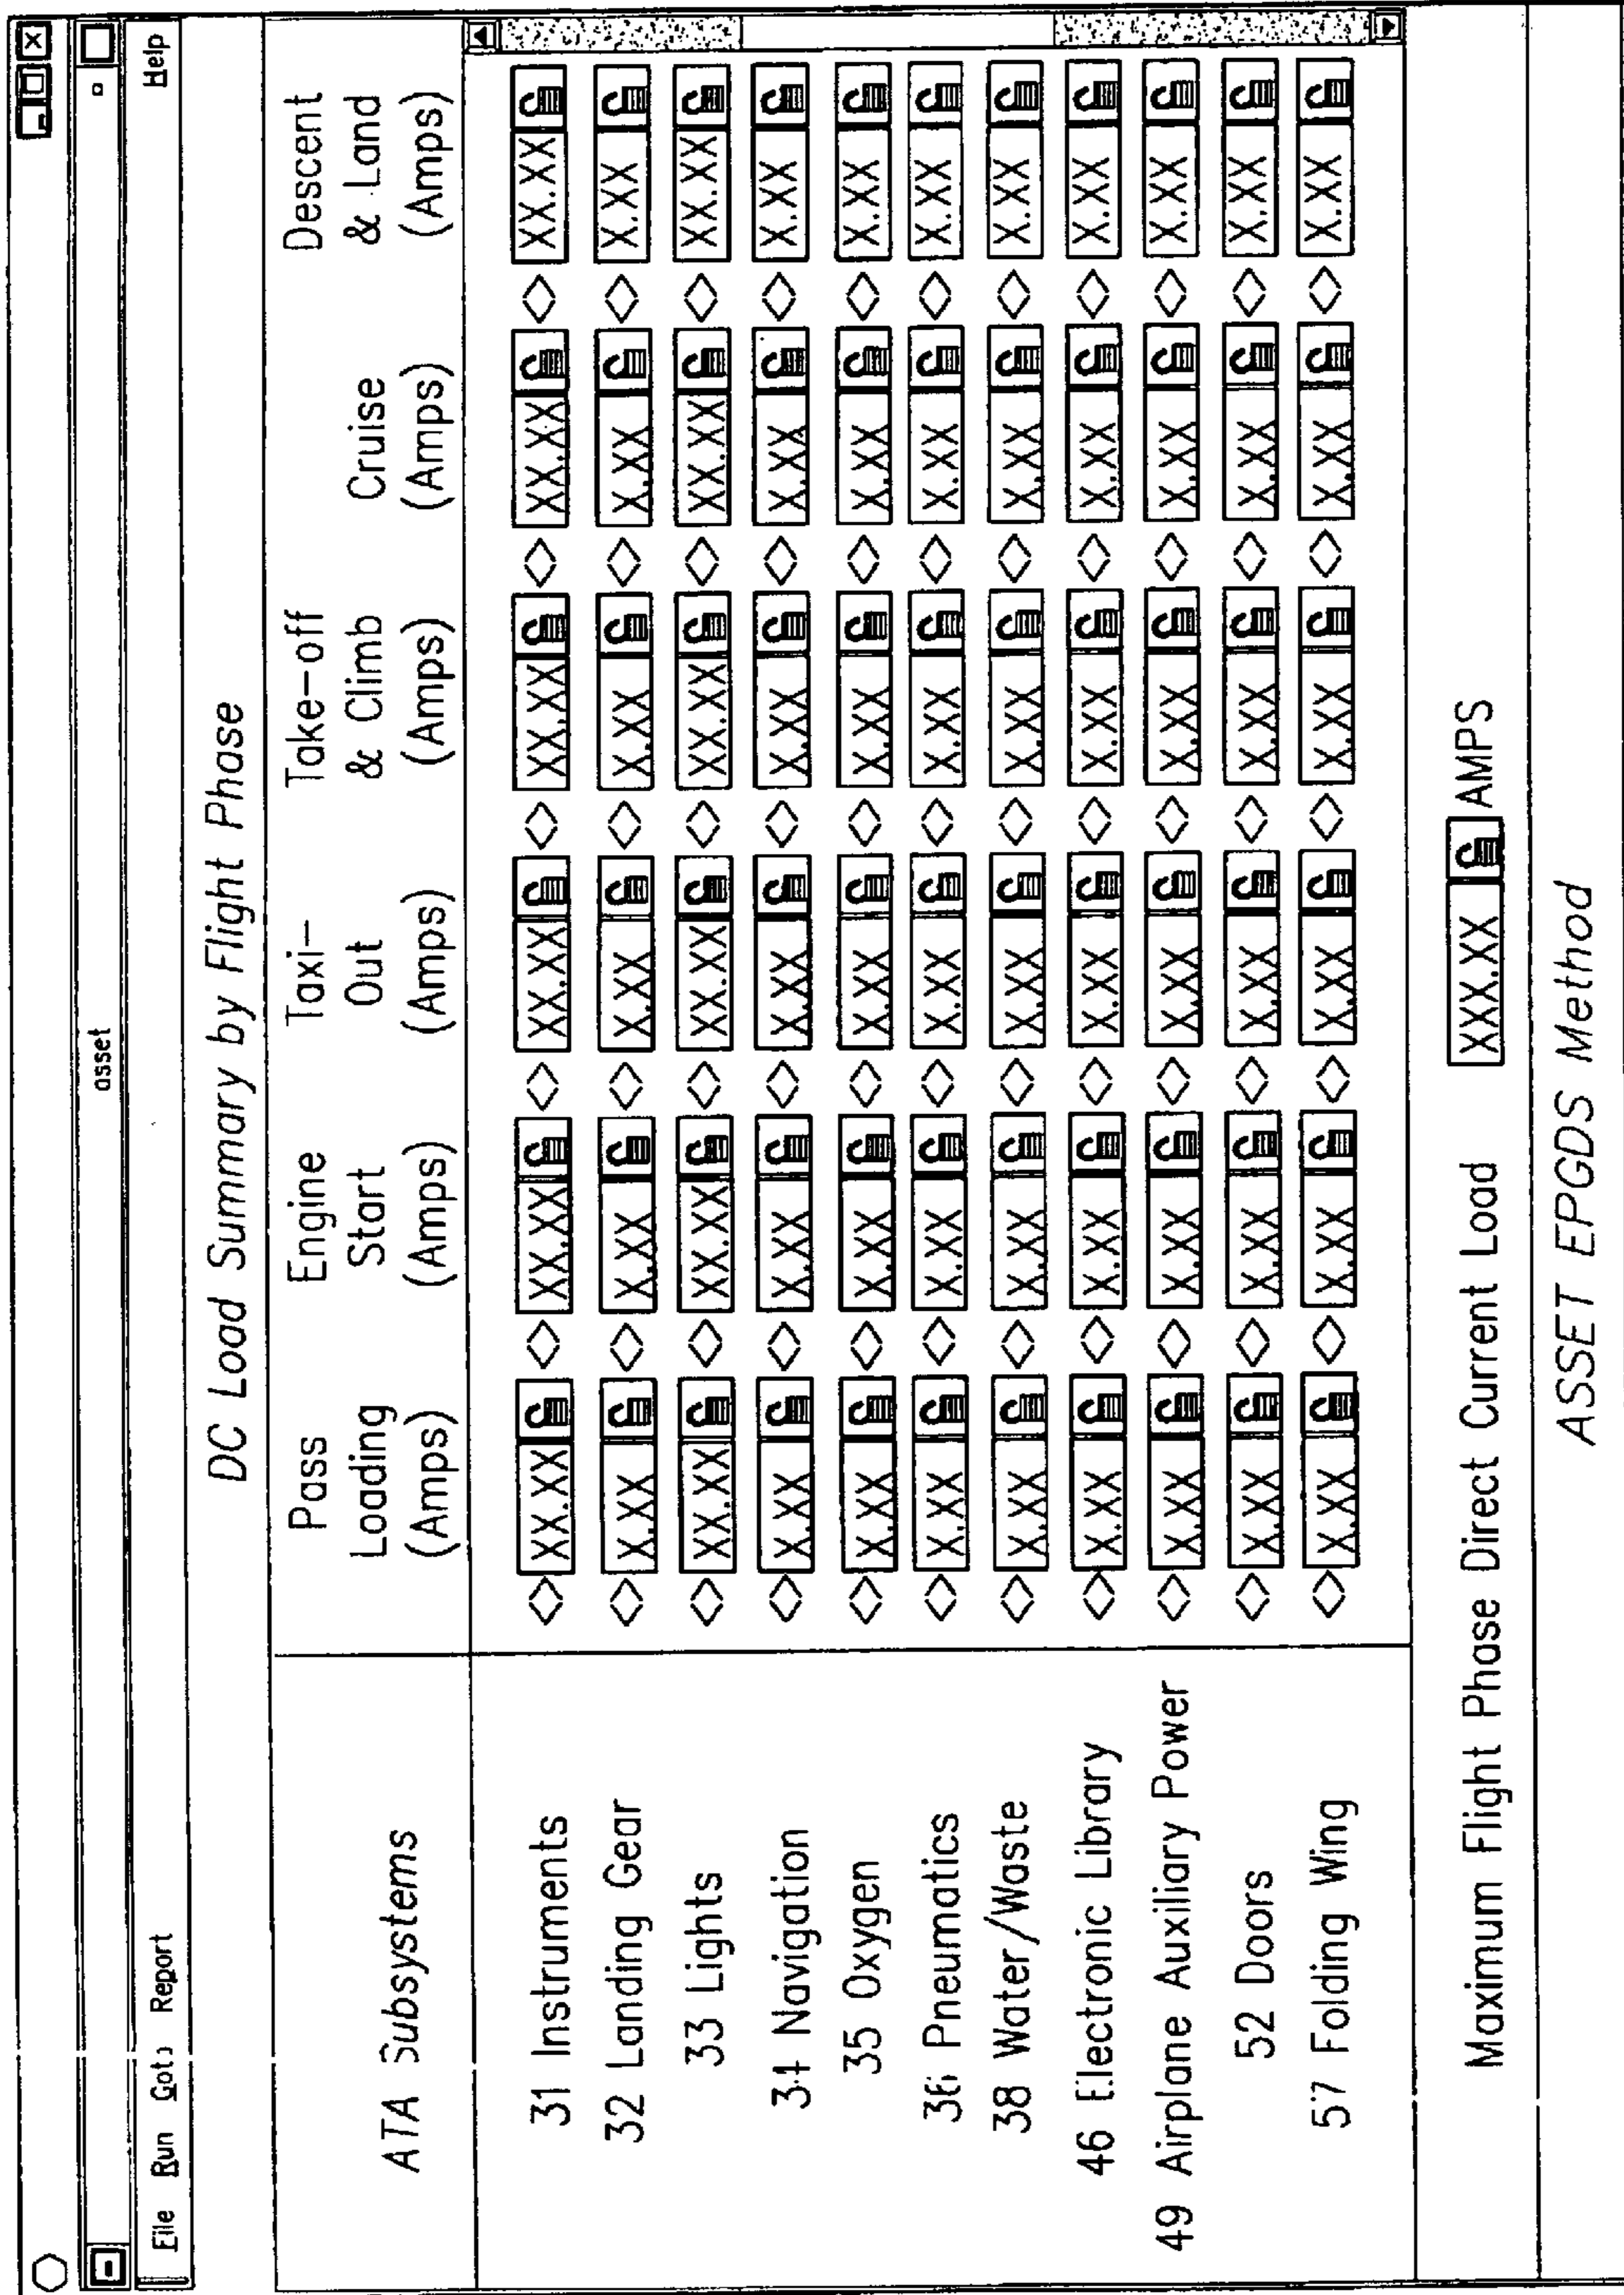 asset
File Run Goto Report Help
DC Load Summary by Flight Phase
ATA Subsystems
Pass Loading (Amps)
Engine Start (Amps)
Taxi- Out (Amps)
Take-off & Climb (Amps)
Cruise (Amps)
Descent & Land (Amps)
31 Instruments XX.XX XX.XX XX.XX XX.XX XX.XX XX.XX
32 Landing Gear X.XX X.XX X.XX X.XX X.XX X.XX
33 Lights XX.XX XX.XX XX.XX XX.XX XX.XX XX.XX
34 Navigation X.XX X.XX X.XX X.XX X.XX X.XX
35 Oxygen X.XX X.XX X.XX X.XX X.XX X.XX
36 Pneumatics X.XX X.XX X.XX X.XX X.XX X.XX
38 Water/Waste X.XX X.XX X.XX X.XX X.XX X.XX
46 Electronic Library X.XX X.XX X.XX X.XX X.XX X.XX
49 Airplane Auxiliary Power X.XX X.XX X.XX X.XX X.XX X.XX
52 Doors X.XX X.XX X.XX X.XX X.XX X.XX
57 Folding Wing X.XX X.XX X.XX X.XX X.XX X.XX
Maximum Flight Phase Direct Current Load XXX.XX AMPS
ASSET EPGDS Method